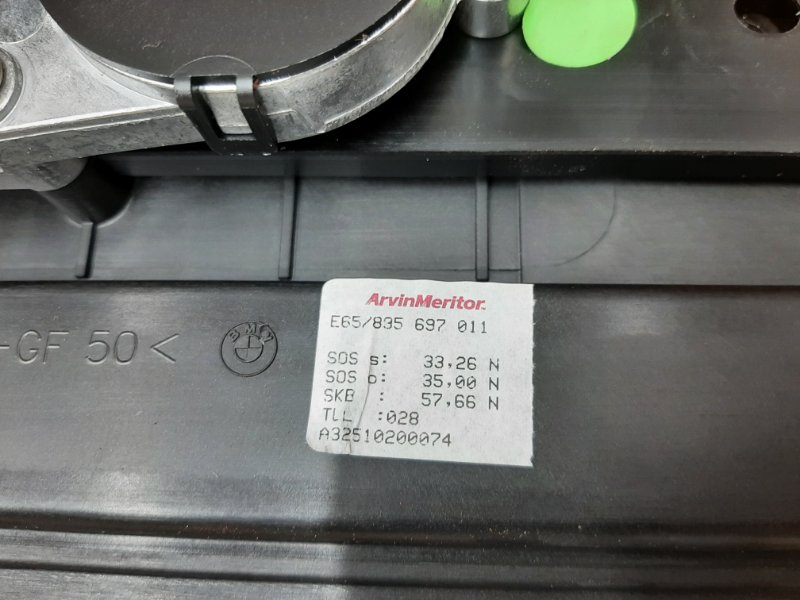 -GF 50<
BMW
ArvinMeritor
E65/835 697 011
SOS s: 33,26 N
SOS o: 35,00 N
SKB : 57,66 N
TLL :028
A32510200074